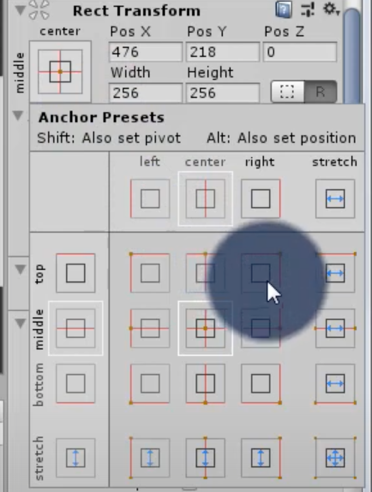 Rect Transform
center
Pos X Pos Y Pos Z
476 218 0
middle
Width Height
256 256
R
Anchor Presets
Shift: Also set pivot Alt: Also set position
left center right stretch
top
middle
bottom
stretch